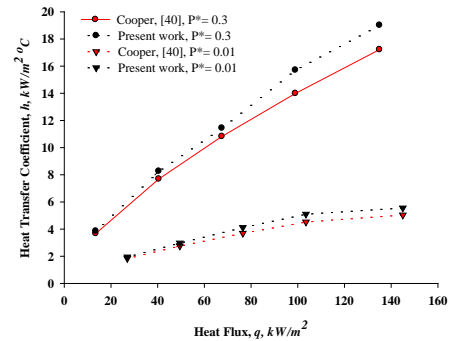 20
18
16
14
12
10
8
6
4
2
0
Heat Transfer Coefficient, h, kW/m² °C
Cooper, [40], P*= 0.3
Present work, P*= 0.3
Cooper, [40], P*= 0.01
Present work, P*= 0.01
0 20 40 60 80 100 120 140 160
Heat Flux, q, kW/m²